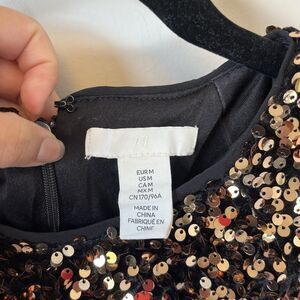 EUR M
US M
CA M
MX M
CN 170/96A
MADE IN
CHINA
FABRIQUÉ EN
CHINE